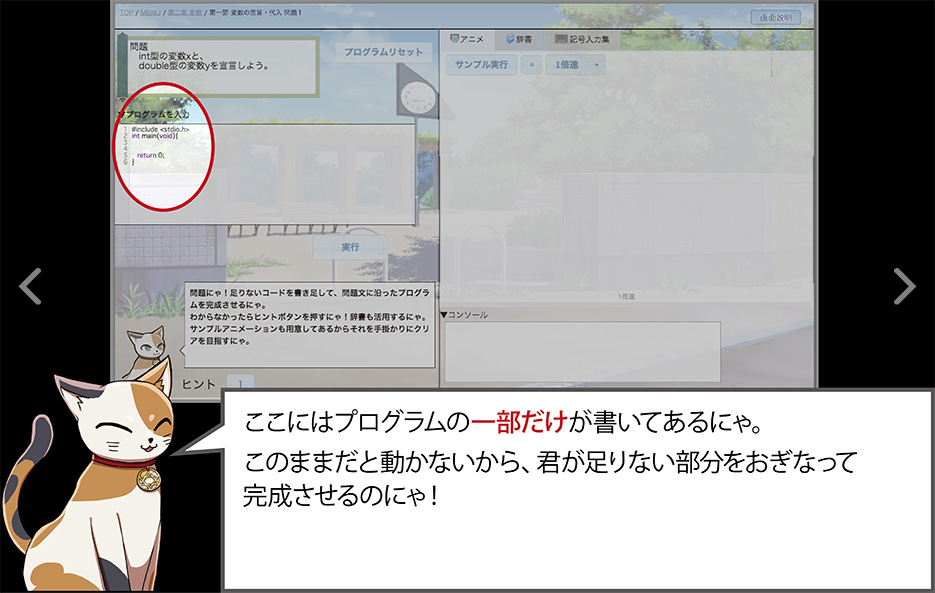 TOP / MENU / 第二章 変数 / 第一節 変数の宣言・代入 問題1
画面説明
問題
int型の変数xと、
double型の変数yを宣言しよう。
プログラムリセット
アニメ
辞書
記号入力集
サンプル実行
1倍速
▼プログラムを入力
1 #include <stdio.h>
2 int main(void){
3
4
5 return 0;
6 }
実行
1倍速
問題にゃ！足りないコードを書き足して、問題文に沿ったプログラ
ムを完成させるにゃ。
わからなかったらヒントボタンを押すにゃ！辞書も活用するにゃ。
サンプルアニメーションも用意してあるからそれを手掛かりにクリ
アを目指すにゃ。
▼コンソール
ヒント 1
ここにはプログラムの一部だけが書いてあるにゃ。
このままだと動かないから、君が足りない部分をおぎなって
完成させるのにゃ！